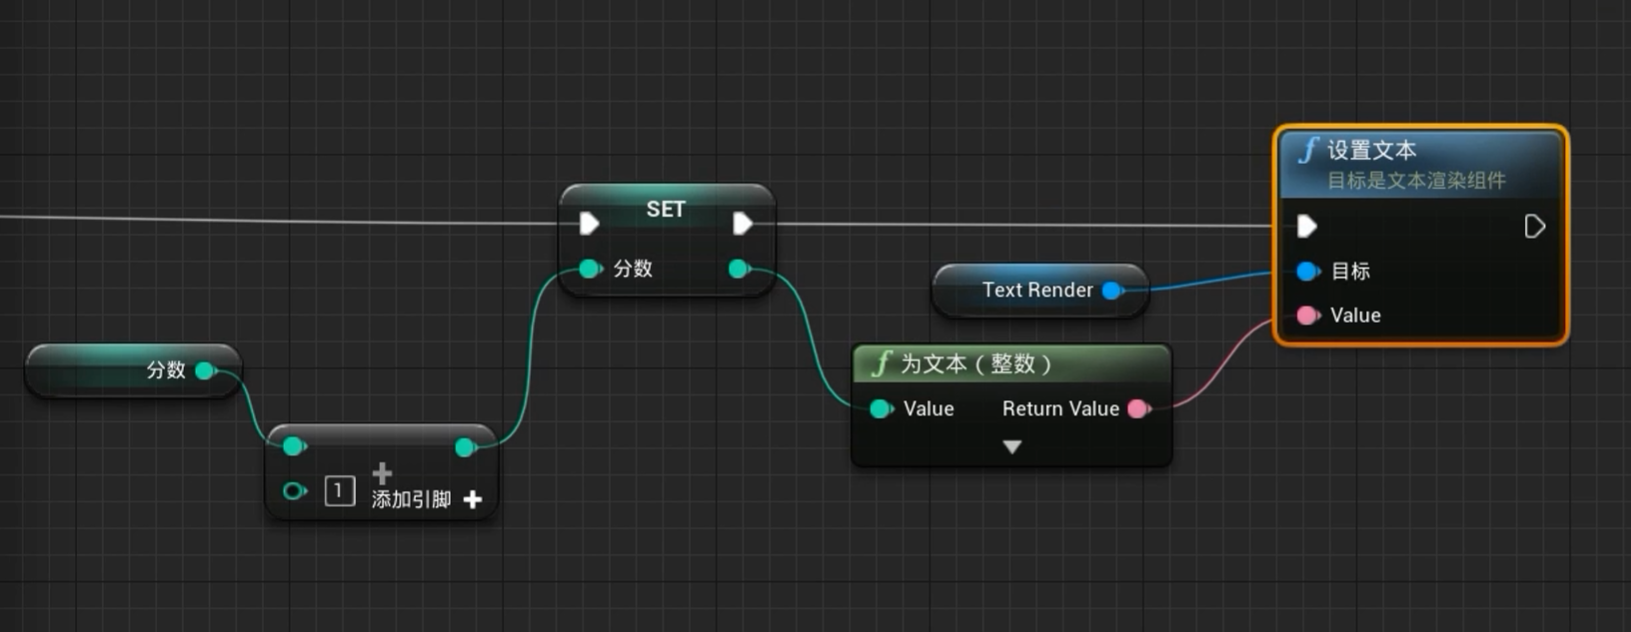 分数
1
添加引脚
SET
分数
Text Render
为文本（整数）
Value Return Value
设置文本
目标是文本渲染组件
目标
Value